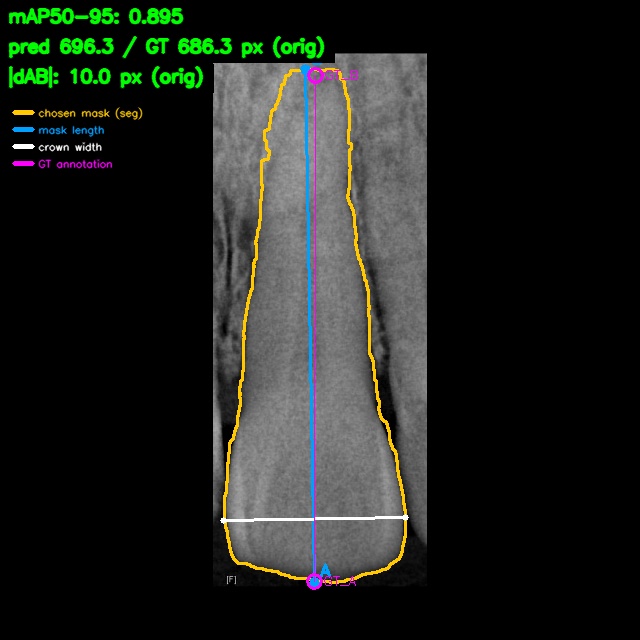 mAP50-95: 0.895
pred 696.3 / GT 686.3 px (orig)
|dAB|: 10.0 px (orig)
chosen mask (seg)
mask length
crown width
GT annotation
A
GT_A
[F]